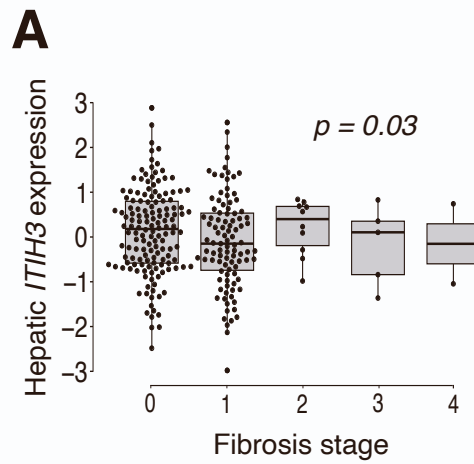 A
Hepatic ITIH3 expression
p = 0.03
3
2
1
0
−1
−2
−3
0 1 2 3 4
Fibrosis stage